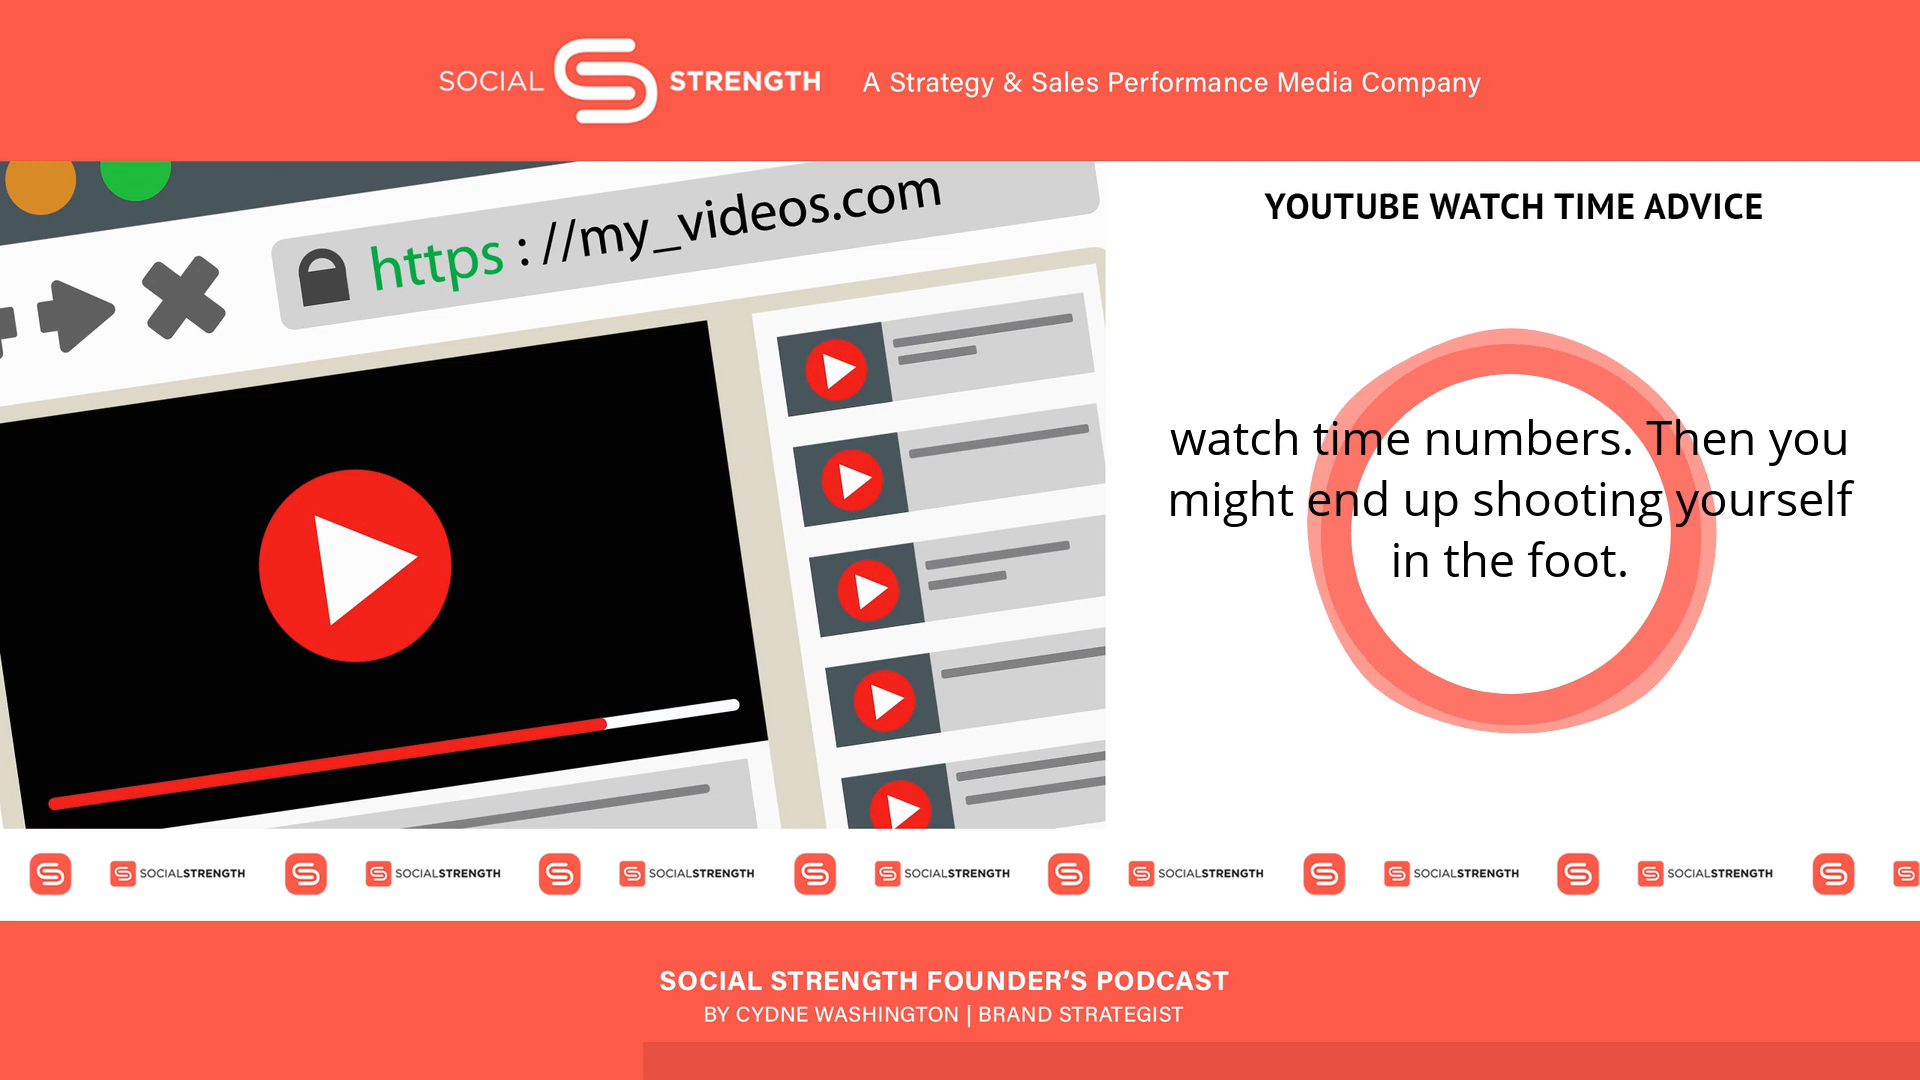 SOCIAL STRENGTH A Strategy & Sales Performance Media Company
https://my_videos.com
YOUTUBE WATCH TIME ADVICE
watch time numbers. Then you
might end up shooting yourself
in the foot.
SOCIALSTRENGTH SOCIALSTRENGTH SOCIALSTRENGTH SOCIALSTRENGTH SOCIALSTRENGTH SOCIALSTRENGTH SOCIALSTRENGTH
SOCIAL STRENGTH FOUNDER’S PODCAST
BY CYDNE WASHINGTON | BRAND STRATEGIST